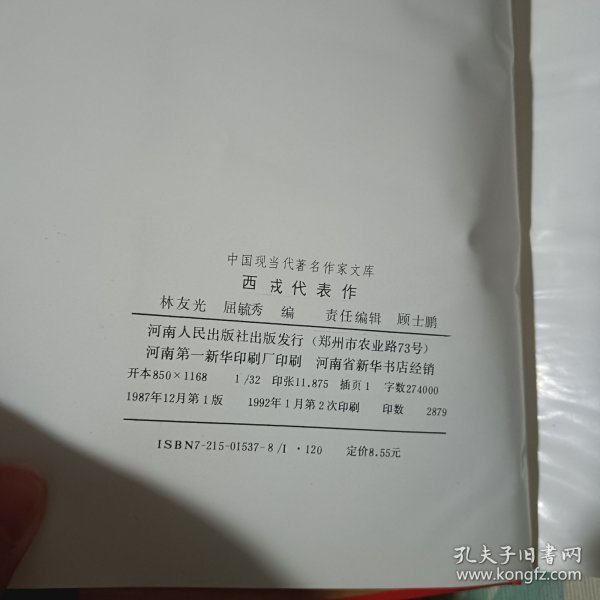 中国现当代著名作家文库
西戎代表作
林友光 屈毓秀 编 责任编辑 顾士鹏
河南人民出版社出版发行（郑州市农业路73号）
河南第一新华印刷厂印刷 河南省新华书店经销
开本850×1168 1/32 印张11.875 插页1 字数274000
1987年12月第1版 1992年1月第2次印刷 印数 2879
ISBN7-215-01537-8/I·120 定价8.55元
孔夫子旧书网
www.kongfz.com